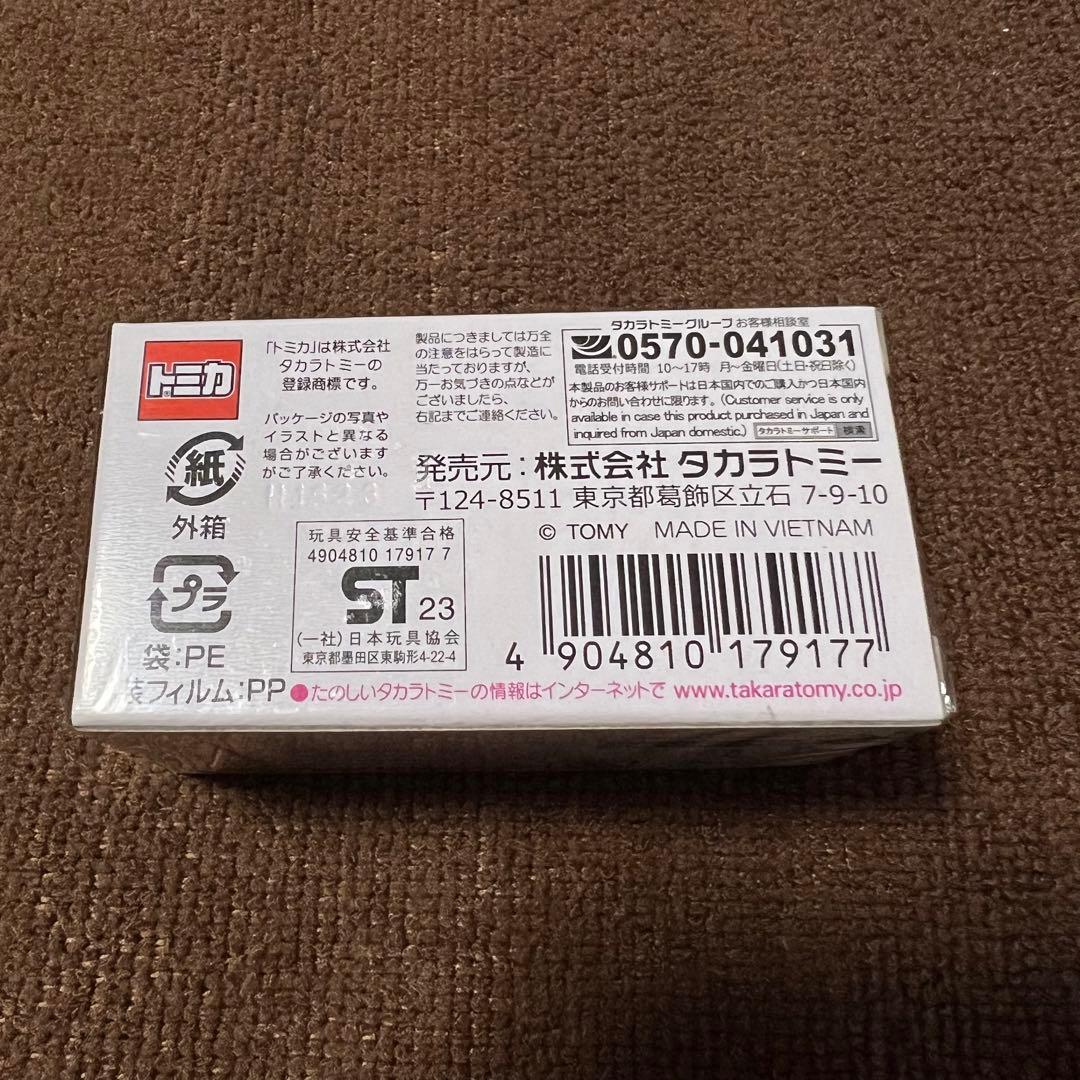 トミカ
®
「トミカ」は株式会社
タカラトミーの
登録商標です。
パッケージの写真や
イラストと異なる
場合がございます
がご了承ください。
製品につきましては万全
の注意をはらって製造に
当たっておりますが、
万一お気づきの点などが
ございましたら、
右記までご連絡ください。
タカラトミーグループ お客様相談室
0570-041031
電話受付時間 10～17時 月～金曜日(土日・祝日除く)
本製品のお客様サポートは日本国内でのご購入かつ日本国内
からのお問い合わせに限ります。(Customer service is only
available in case this product purchased in Japan and
inquired from Japan domestic.) タカラトミーサポート 検索
発売元：株式会社 タカラトミー
〒124-8511 東京都葛飾区立石 7-9-10
© TOMY MADE IN VIETNAM
紙
外箱
プラ
袋:PE
フィルム:PP
玩具安全基準合格
4904810 17917 7
ST 23
(一社)日本玩具協会
東京都墨田区東駒形4-22-4
4 904810 179177
●たのしいタカラトミーの情報はインターネットで www.takaratomy.co.jp